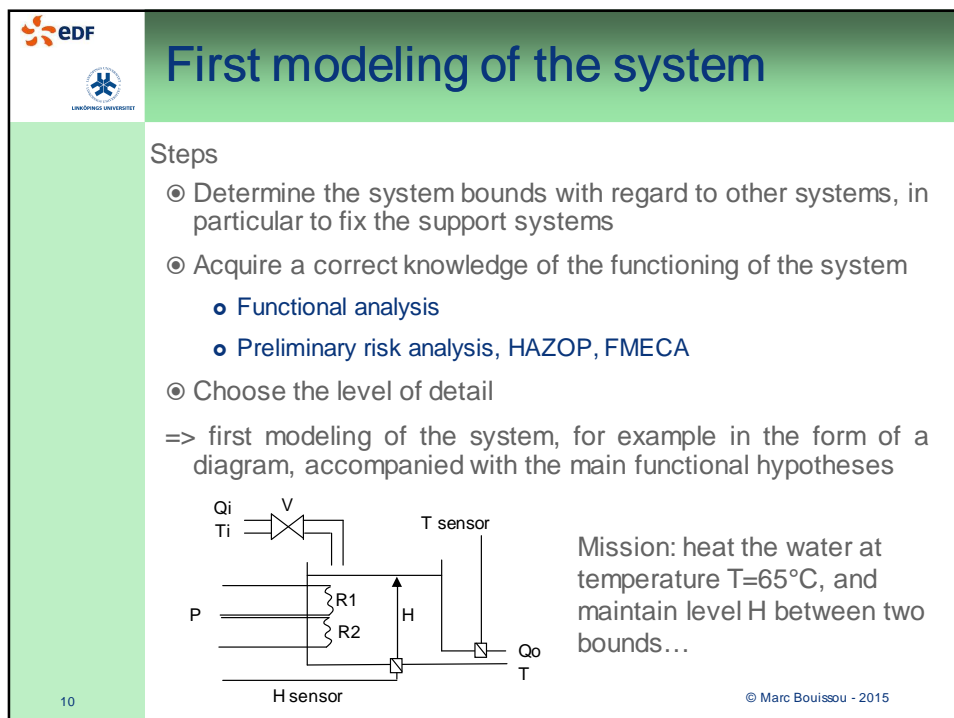 edF
LINKÖPINGS UNIVERSITET
First modeling of the system
Steps
Determine the system bounds with regard to other systems, in
particular to fix the support systems
Acquire a correct knowledge of the functioning of the system
Functional analysis
Preliminary risk analysis, HAZOP, FMECA
Choose the level of detail
=> first modeling of the system, for example in the form of a
diagram, accompanied with the main functional hypotheses
Qi
V
Ti
T sensor
R1
P
H
R2
Qo
T
H sensor
Mission: heat the water at
temperature T=65°C, and
maintain level H between two
bounds…
10
© Marc Bouissou - 2015